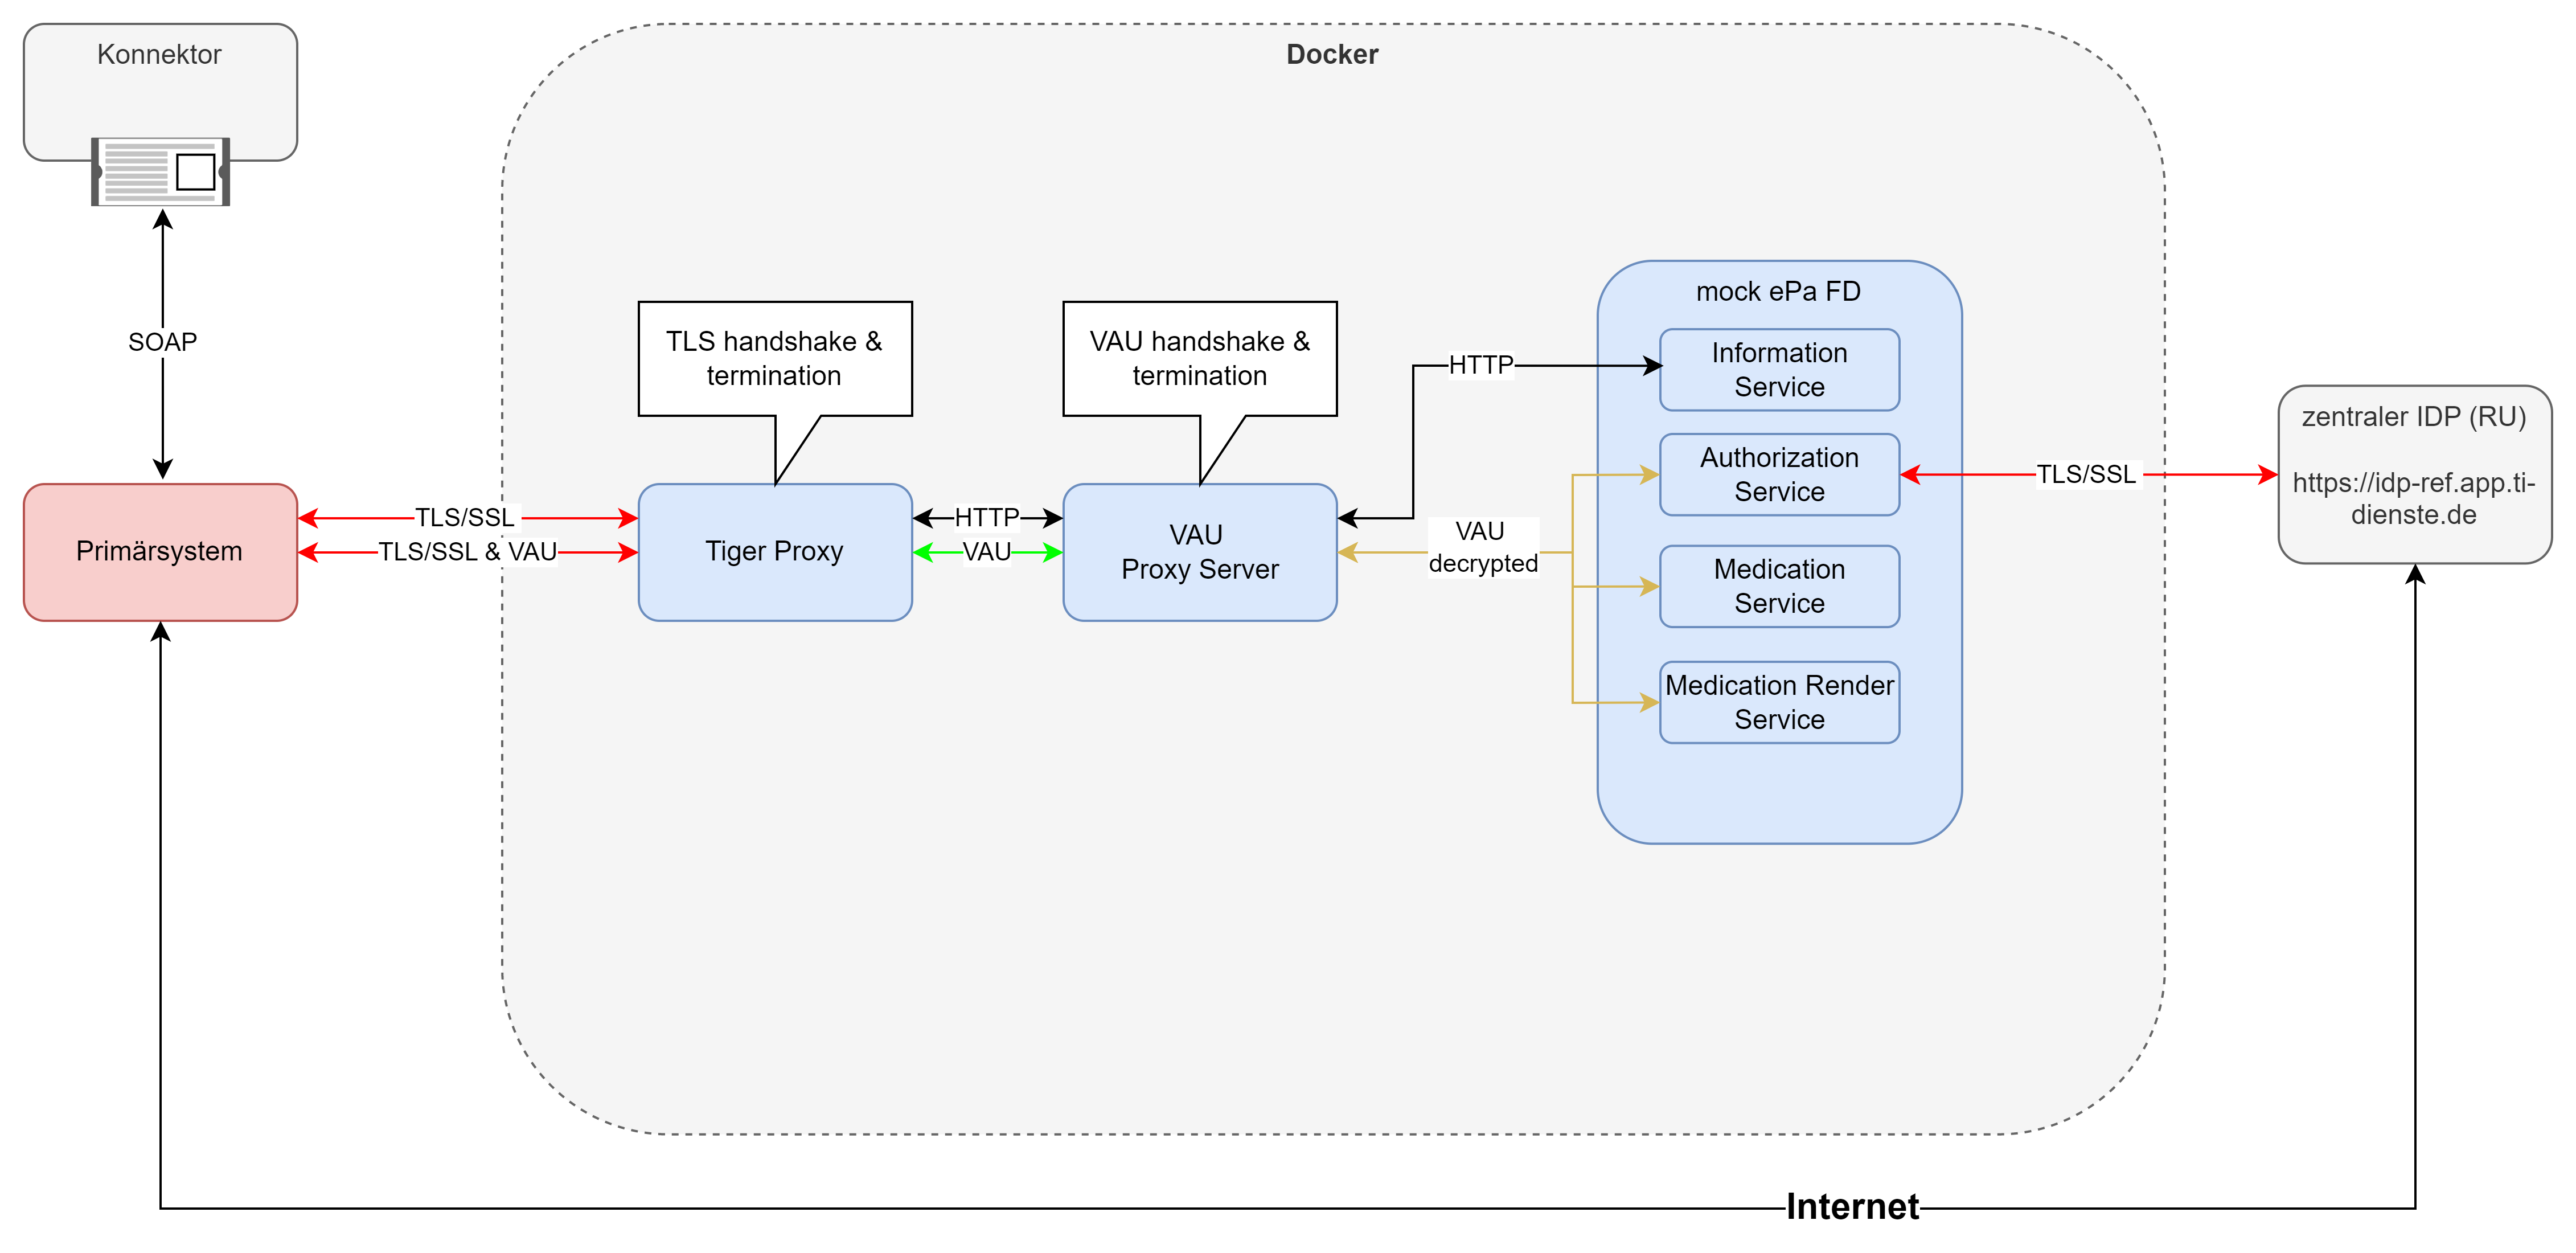 Konnektor
Docker
SOAP
TLS handshake &
termination
VAU handshake &
termination
mock ePa FD
HTTP
Information
Service
Authorization
Service
Medication
Service
Medication Render
Service
TLS/SSL
zentraler IDP (RU)
https://idp-ref.app.ti-
dienste.de
Primärsystem
TLS/SSL
TLS/SSL & VAU
Tiger Proxy
HTTP
VAU
VAU
Proxy Server
VAU
decrypted
Internet